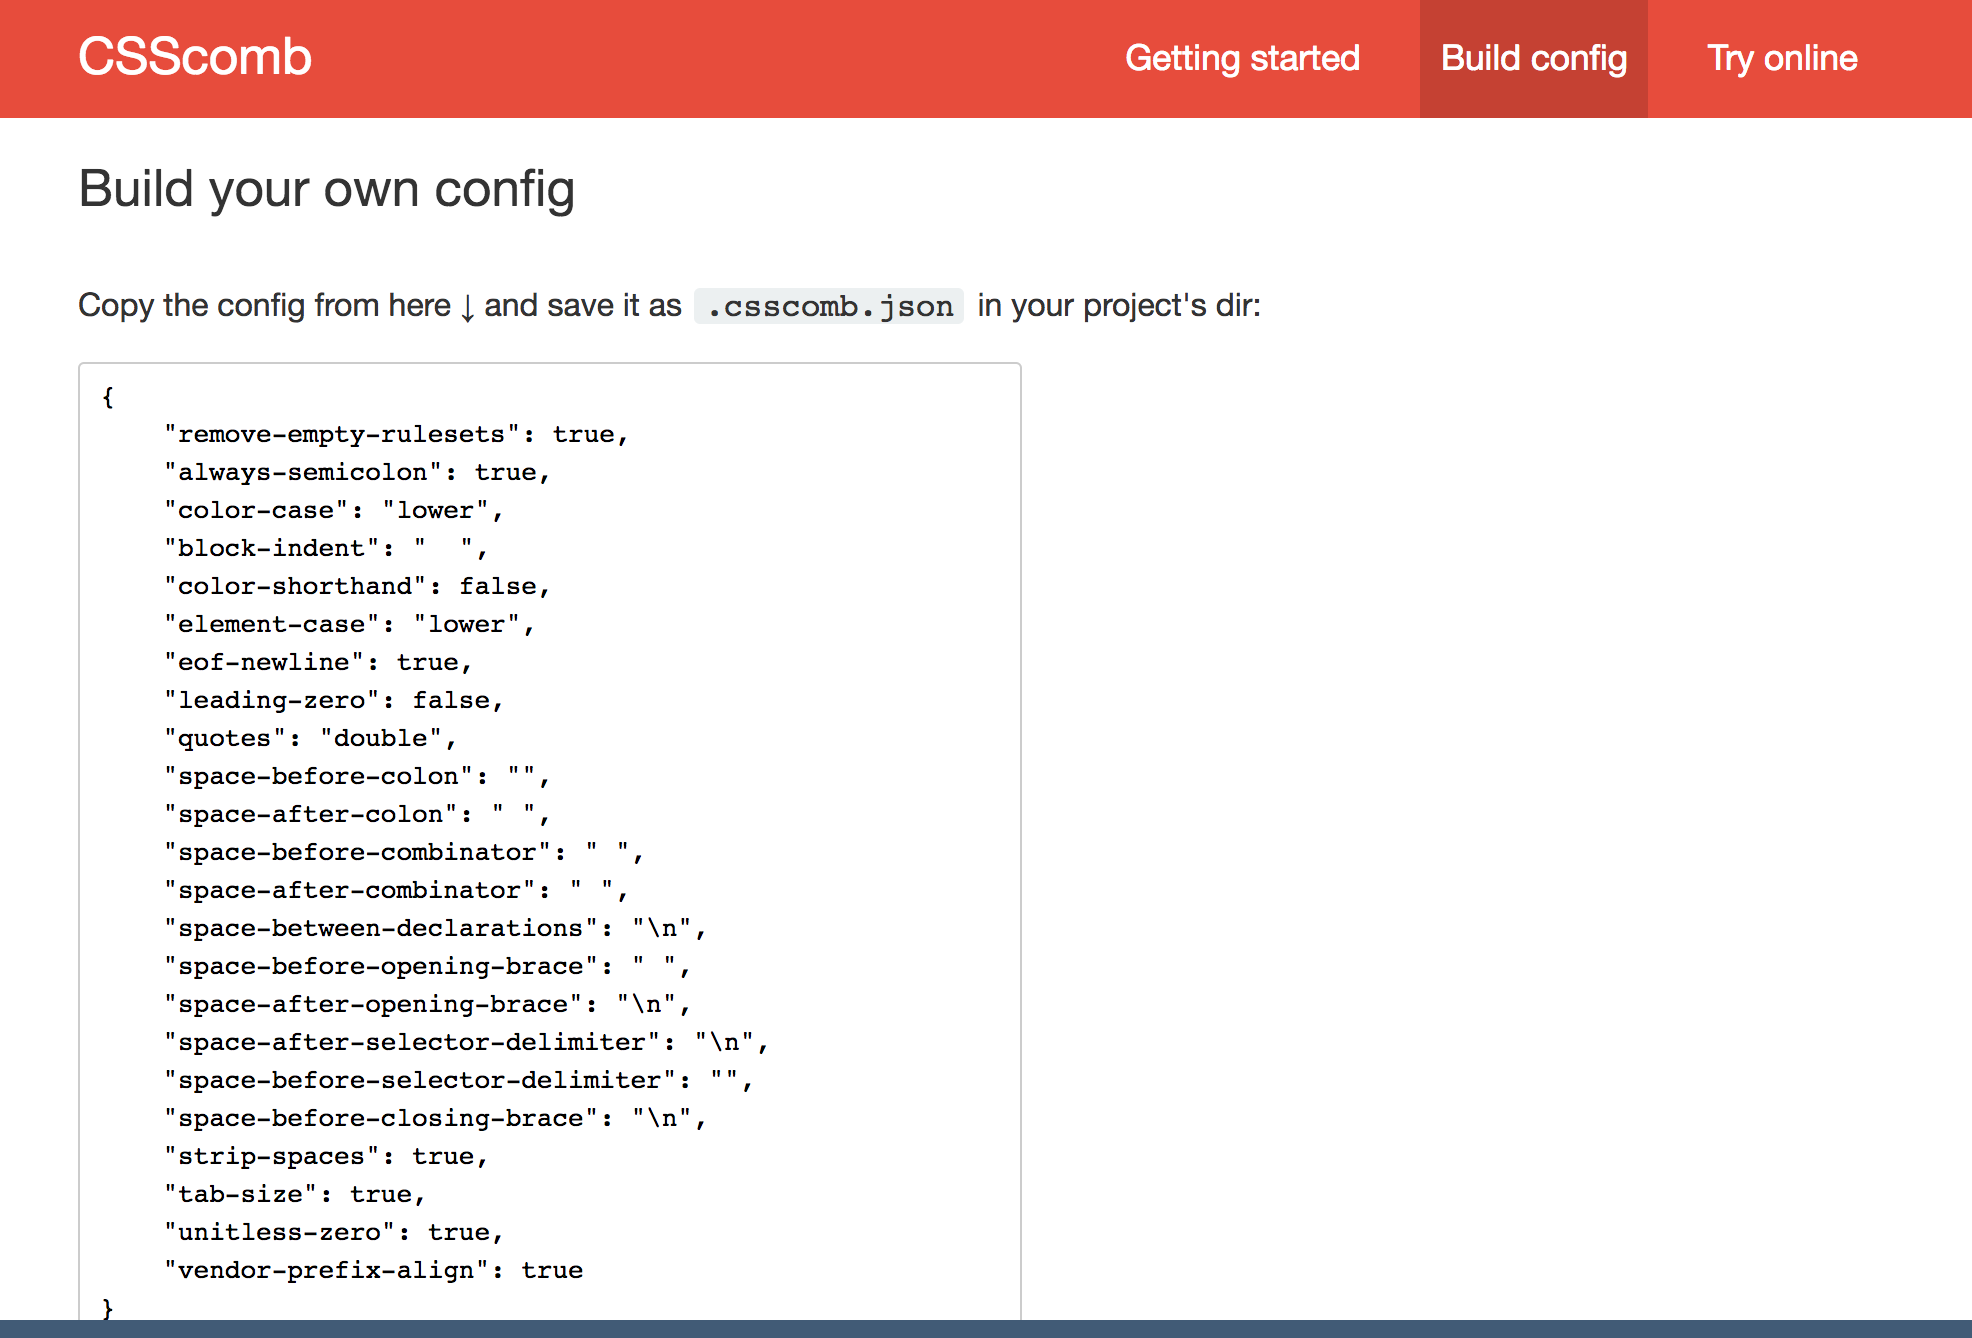 CSScomb
Getting started
Build config
Try online
Build your own config
Copy the config from here ↓ and save it as .csscomb.json in your project's dir:
{
    "remove-empty-rulesets": true,
    "always-semicolon": true,
    "color-case": "lower",
    "block-indent": "  ",
    "color-shorthand": false,
    "element-case": "lower",
    "eof-newline": true,
    "leading-zero": false,
    "quotes": "double",
    "space-before-colon": "",
    "space-after-colon": " ",
    "space-before-combinator": " ",
    "space-after-combinator": " ",
    "space-between-declarations": "\n",
    "space-before-opening-brace": " ",
    "space-after-opening-brace": "\n",
    "space-after-selector-delimiter": "\n",
    "space-before-selector-delimiter": "",
    "space-before-closing-brace": "\n",
    "strip-spaces": true,
    "tab-size": true,
    "unitless-zero": true,
    "vendor-prefix-align": true
}